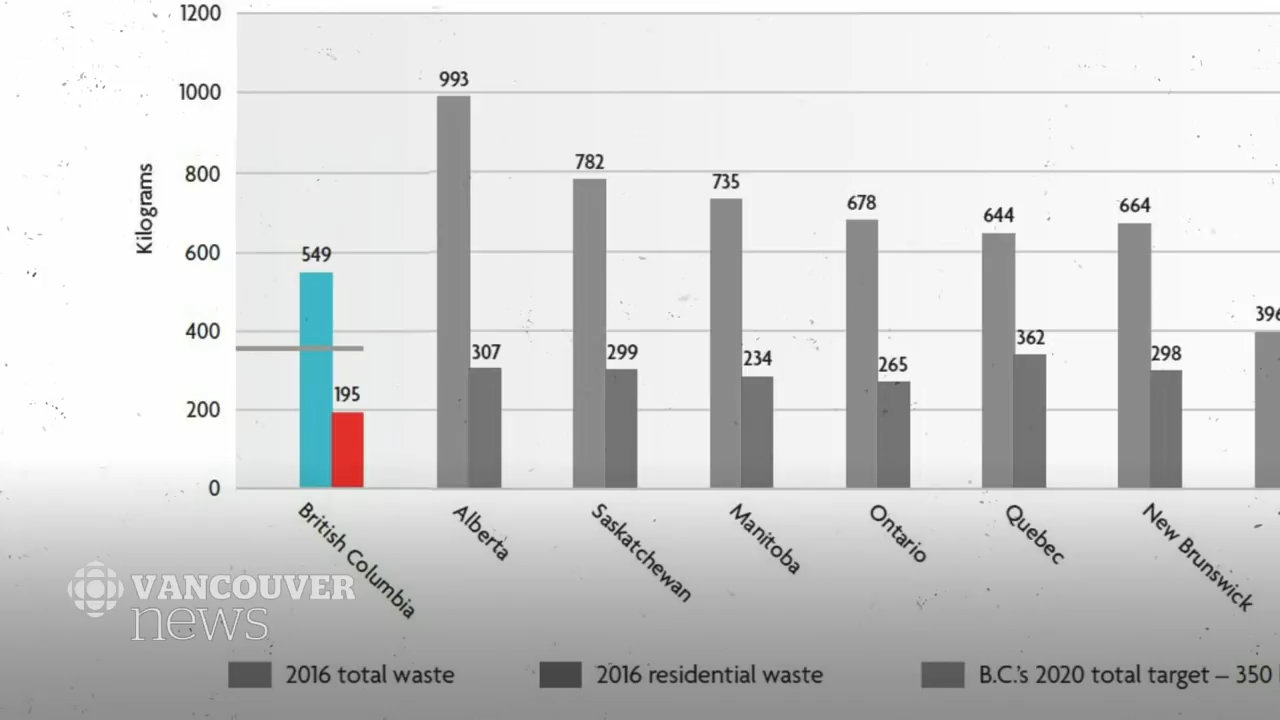 1200
1000
800
600
400
200
0
Kilograms
549
195
993
307
782
299
735
234
678
265
644
362
664
298
396
British Columbia
Alberta
Saskatchewan
Manitoba
Ontario
Quebec
New Brunswick
VANCOUVER
news
2016 total waste
2016 residential waste
B.C.'s 2020 total target – 350